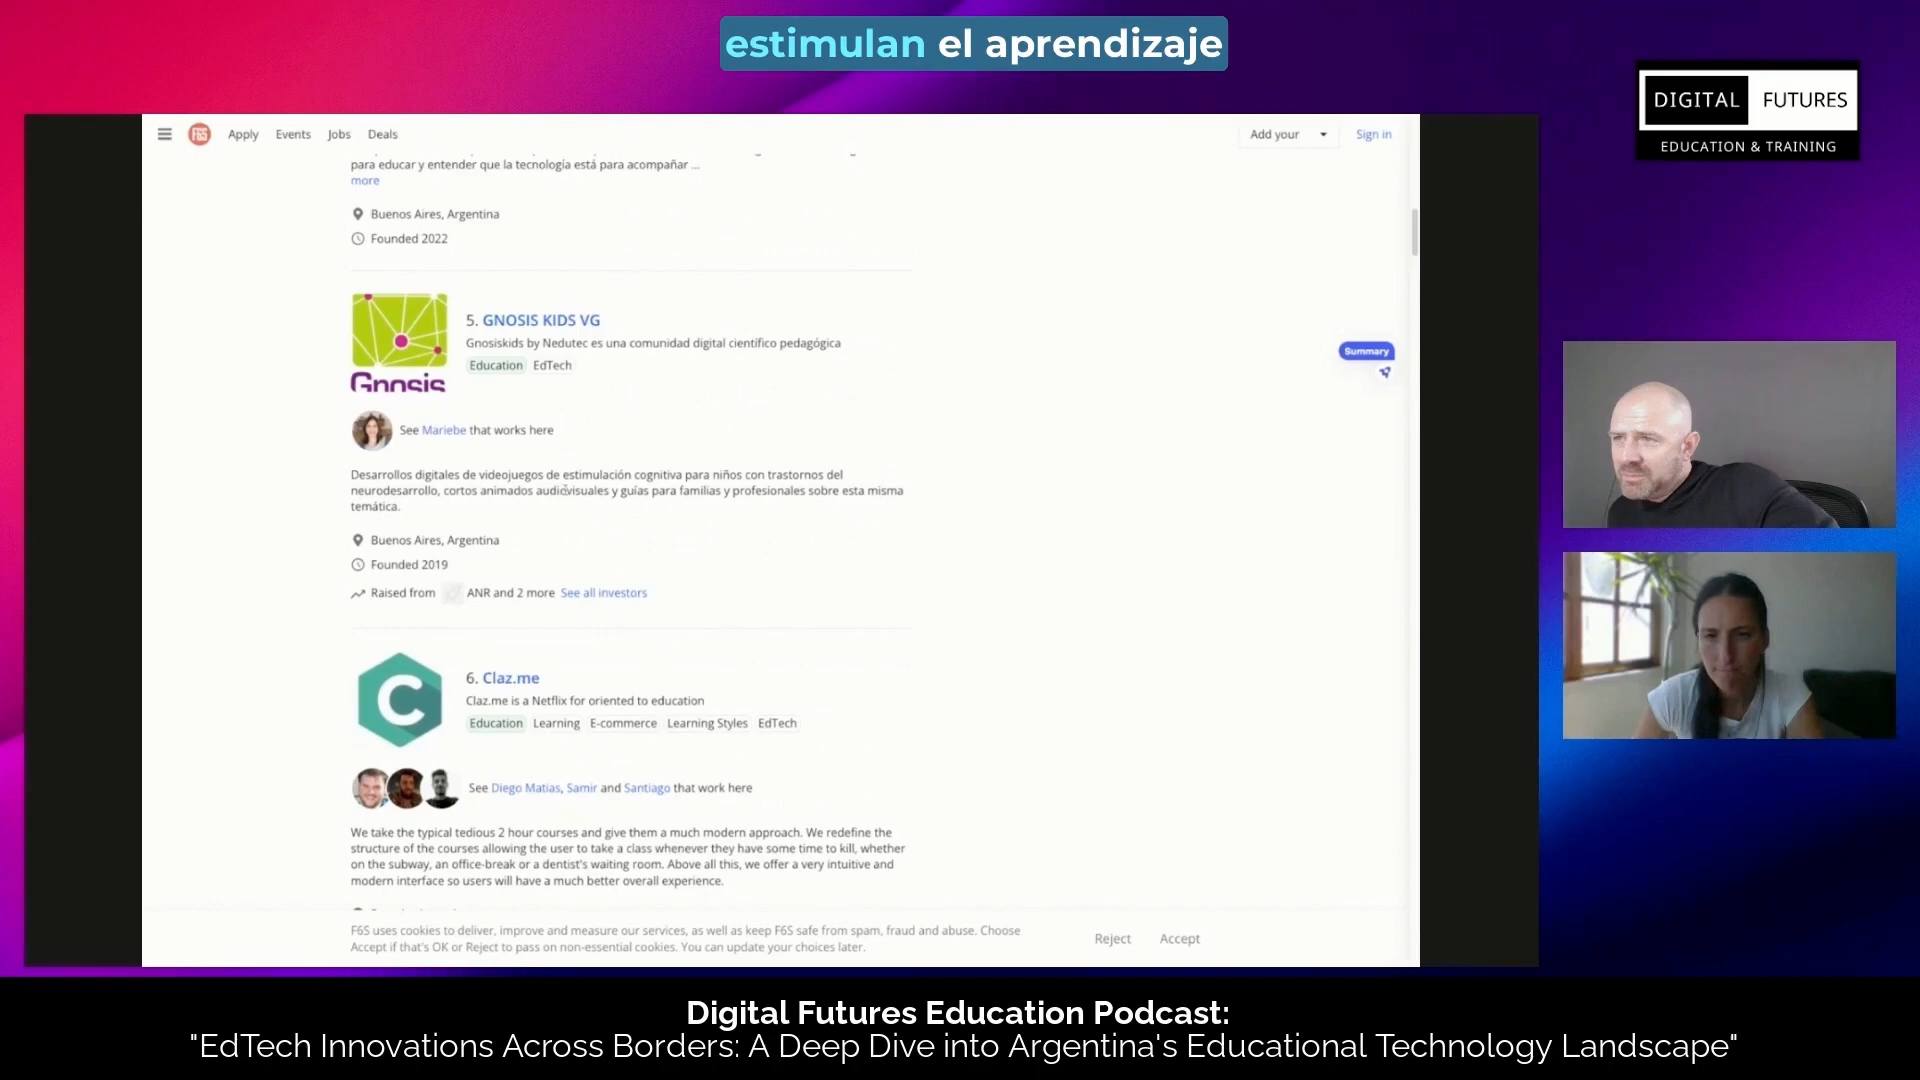 estimulan el aprendizaje
DIGITAL FUTURES
EDUCATION & TRAINING
F6S Apply Events Jobs Deals
Add your Sign in
para educar y entender que la tecnología está para acompañar ...
more
Buenos Aires, Argentina
Founded 2022
5. GNOSIS KIDS VG
Gnosiskids by Nedutec es una comunidad digital científico pedagógica
Education EdTech
Gnosis
Summary
See Mariebe that works here
Desarrollos digitales de videojuegos de estimulación cognitiva para niños con trastornos del
neurodesarrollo, cortos animados audiovisuales y guías para familias y profesionales sobre esta misma
temática.
Buenos Aires, Argentina
Founded 2019
Raised from ANR and 2 more See all investors
6. Claz.me
Claz.me is a Netflix for oriented to education
Education Learning E-commerce Learning Styles EdTech
C
See Diego Matias, Samir and Santiago that work here
We take the typical tedious 2 hour courses and give them a much modern approach. We redefine the
structure of the courses allowing the user to take a class whenever they have some time to kill, whether
on the subway, an office-break or a dentist's waiting room. Above all this, we offer a very intuitive and
modern interface so users will have a much better overall experience.
F6S uses cookies to deliver, improve and measure our services, as well as keep F6S safe from spam, fraud and abuse. Choose
Accept if that's OK or Reject to pass on non-essential cookies. You can update your choices later.
Reject Accept
Digital Futures Education Podcast:
"EdTech Innovations Across Borders: A Deep Dive into Argentina's Educational Technology Landscape"